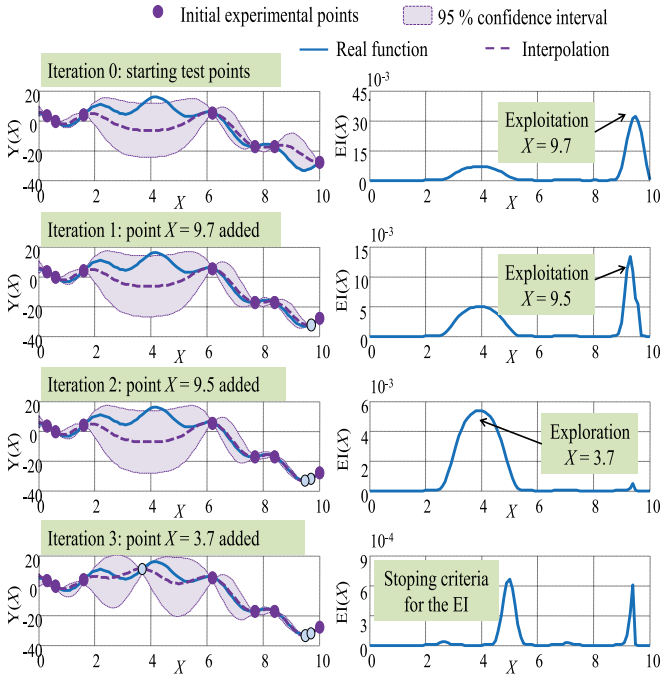 Initial experimental points
95 % confidence interval
Real function
Interpolation
Iteration 0: starting test points
10⁻³
Y(X)
20
0
-20
-40
0 2 4 6 8 10
X
EI(X)
45
30
15
0
0 2 4 6 8 10
X
Exploitation
X = 9.7
Iteration 1: point X = 9.7 added
10⁻³
Y(X)
20
0
-20
-40
0 2 4 6 8 10
X
EI(X)
15
10
5
0
0 2 4 6 8 10
X
Exploitation
X = 9.5
Iteration 2: point X = 9.5 added
10⁻³
Y(X)
20
0
-20
-40
0 2 4 6 8 10
X
EI(X)
6
4
2
0
0 2 4 6 8 10
X
Exploration
X = 3.7
Iteration 3: point X = 3.7 added
10⁻⁴
Y(X)
20
0
-20
-40
0 2 4 6 8 10
X
EI(X)
9
6
3
0
0 2 4 6 8 10
X
Stoping criteria
for the EI